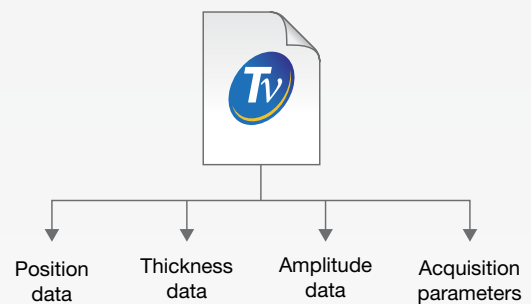 Tv
Position
data
Thickness
data
Amplitude
data
Acquisition
parameters